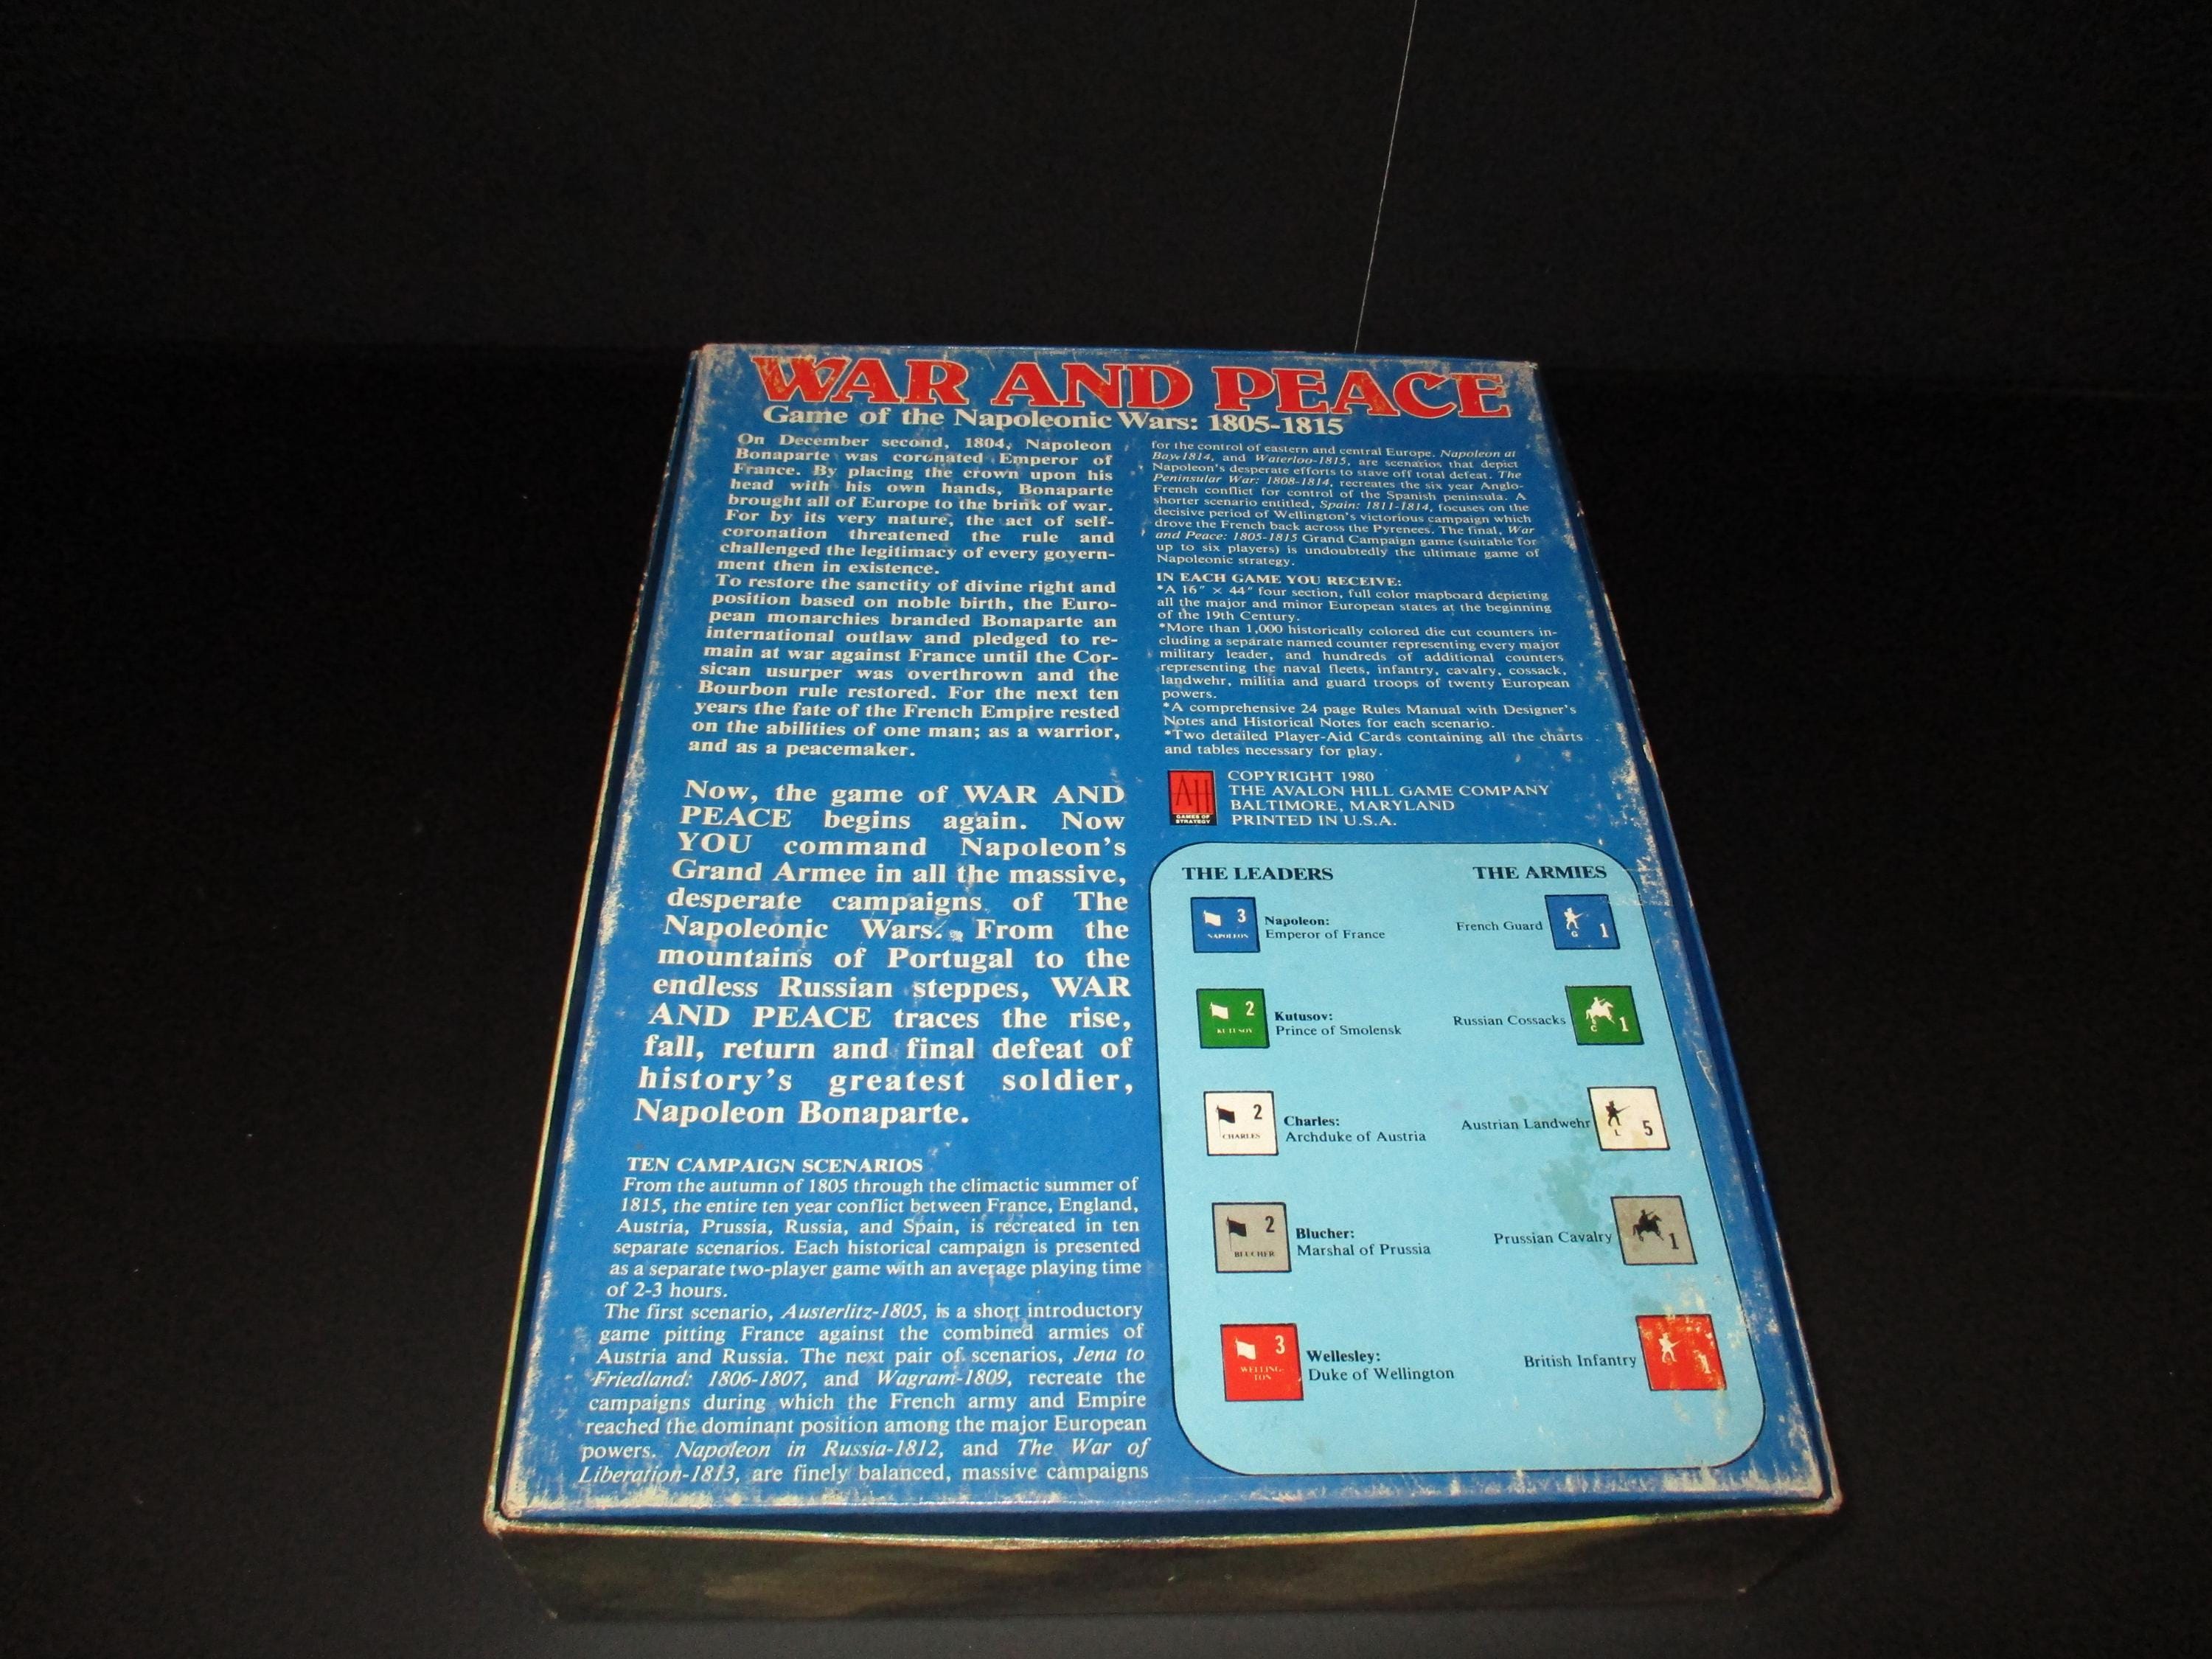 WAR AND PEACE
Game of the Napoleonic Wars: 1805-1815
On December second, 1804, Napoleon
Bonaparte was coronated Emperor of
France. By placing the crown upon his
head with his own hands, Bonaparte
brought all of Europe to the brink of war.
For by its very nature, the act of self-
coronation threatened the rule and
challenged the legitimacy of every govern-
ment then in existence.
To restore the sanctity of divine right and
position based on noble birth, the Euro-
pean monarchies branded Bonaparte an
international outlaw and pledged to re-
main at war against France until the Cor-
sican usurper was overthrown and the
Bourbon rule restored. For the next ten
years the fate of the French Empire rested
on the abilities of one man; as a warrior,
and as a peacemaker.
Now, the game of WAR AND
PEACE begins again. Now
YOU command Napoleon's
Grand Armee in all the massive,
desperate campaigns of The
Napoleonic Wars. From the
mountains of Portugal to the
endless Russian steppes, WAR
AND PEACE traces the rise,
fall, return and final defeat of
history's greatest soldier,
Napoleon Bonaparte.
TEN CAMPAIGN SCENARIOS
From the autumn of 1805 through the climactic summer of
1815, the entire ten year conflict between France, England,
Austria, Prussia, Russia, and Spain, is recreated in ten
separate scenarios. Each historical campaign is presented
as a separate two-player game with an average playing time
of 2-3 hours.
The first scenario, Austerlitz-1805, is a short introductory
game pitting France against the combined armies of
Austria and Russia. The next pair of scenarios, Jena to
Friedland: 1806-1807, and Wagram-1809, recreate the
campaigns during which the French army and Empire
reached the dominant position among the major European
powers. Napoleon in Russia-1812, and The War of
Liberation-1813, are finely balanced, massive campaigns
for the control of eastern and central Europe. Napoleon at
Bay-1814, and Waterloo-1815, are scenarios that depict
Napoleon's desperate efforts to stave off total defeat. The
Peninsular War: 1808-1814, recreates the six year Anglo-
French conflict for control of the Spanish peninsula. A
shorter scenario entitled, Spain: 1811-1814, focuses on the
decisive period of Wellington's victorious campaign which
drove the French back across the Pyrenees. The final, War
and Peace: 1805-1815 Grand Campaign game (suitable for
up to six players) is undoubtedly the ultimate game of
Napoleonic strategy.
IN EACH GAME YOU RECEIVE:
*A 16" × 44" four section, full color mapboard depicting
all the major and minor European states at the beginning
of the 19th Century.
*More than 1,000 historically colored die cut counters in-
cluding a separate named counter representing every major
military leader, and hundreds of additional counters
representing the naval fleets, infantry, cavalry, cossack,
landwehr, militia and guard troops of twenty European
powers.
*A comprehensive 24 page Rules Manual with Designer's
Notes and Historical Notes for each scenario.
*Two detailed Player-Aid Cards containing all the charts
and tables necessary for play.
AH
GAMES OF
STRATEGY
COPYRIGHT 1980
THE AVALON HILL GAME COMPANY
BALTIMORE, MARYLAND
PRINTED IN U.S.A.
THE LEADERS THE ARMIES
3
NAPOLEON
Napoleon:
Emperor of France
French Guard
G 1
2
KUTUSOV
Kutusov:
Prince of Smolensk
Russian Cossacks
C 1
2
CHARLES
Charles:
Archduke of Austria
Austrian Landwehr
L 5
2
BLUCHER
Blucher:
Marshal of Prussia
Prussian Cavalry
1
3
WELLING-
TON
Wellesley:
Duke of Wellington
British Infantry
1